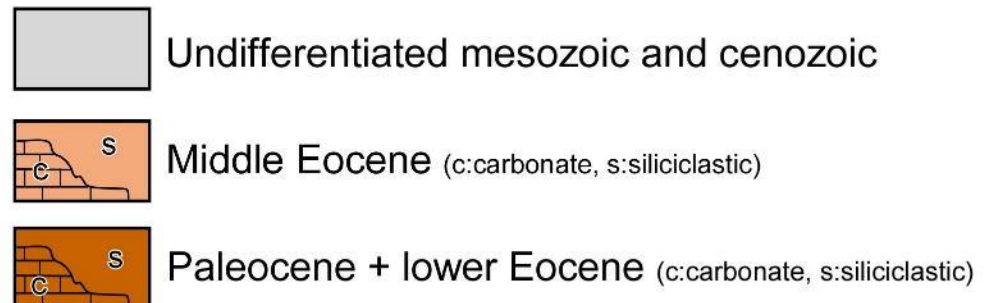 Undifferentiated mesozoic and cenozoic
S
C
Middle Eocene (c:carbonate, s:siliciclastic)
S
C
Paleocene + lower Eocene (c:carbonate, s:siliciclastic)